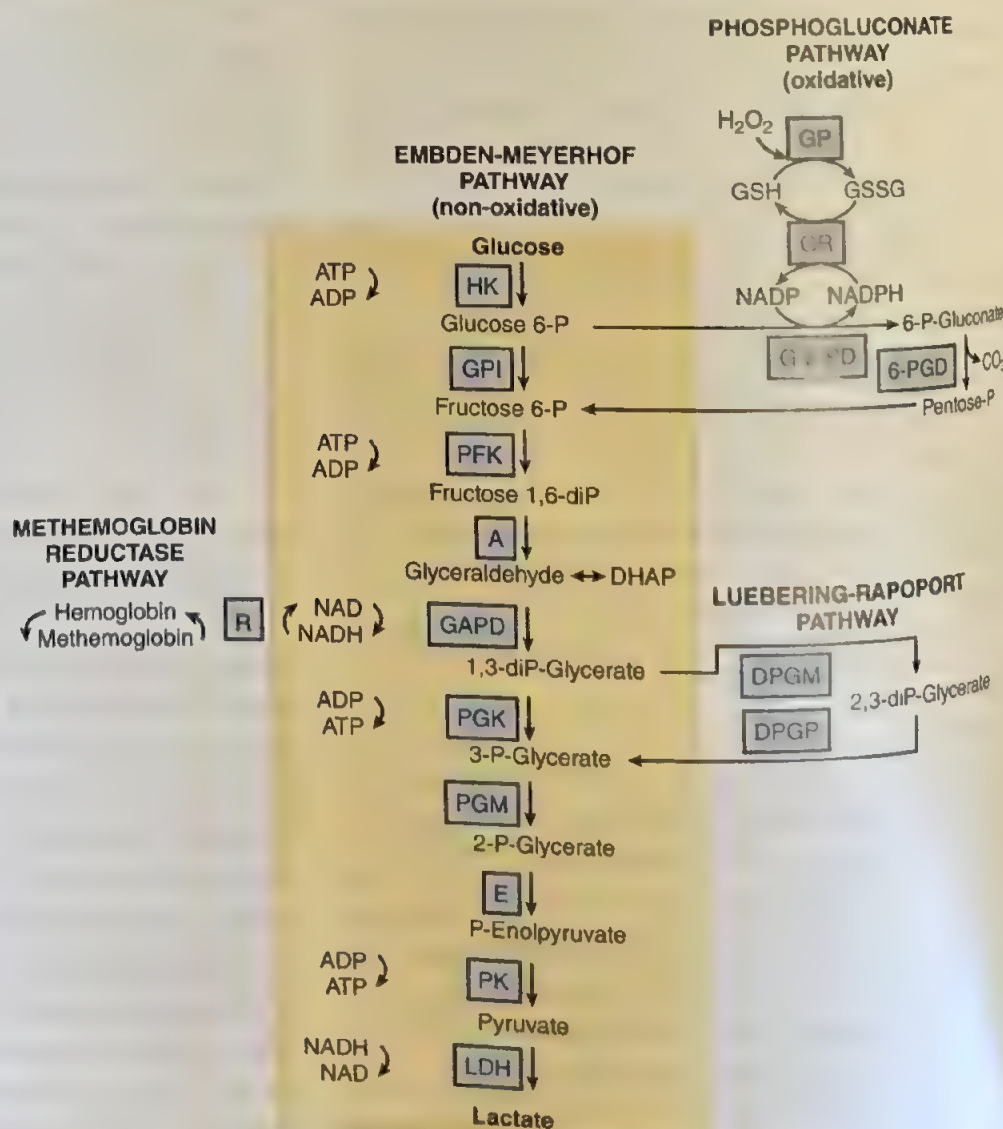 PHOSPHOGLUCONATE
PATHWAY
(oxidative)
H₂O₂
GP
GSH
GSSG
NADP
NADPH
6-P-Gluconate
6-PGD
Pentose-P
EMBDEN-MEYERHOF
PATHWAY
(non-oxidative)
Glucose
ATP
ADP
HK
Glucose 6-P
GPI
Fructose 6-P
ATP
ADP
PFK
Fructose 1,6-diP
A
Glyceraldehyde
DHAP
METHEMOGLOBIN
REDUCTASE
PATHWAY
Hemoglobin
Methemoglobin
R
NAD
NADH
GAPD
1,3-diP-Glycerate
LUEBERING-RAPOPORT
PATHWAY
DPGM
2,3-diP-Glycerate
DPGP
ADP
ATP
PGK
3-P-Glycerate
PGM
2-P-Glycerate
E
P-Enolpyruvate
ADP
ATP
PK
Pyruvate
NADH
NAD
LDH
Lactate